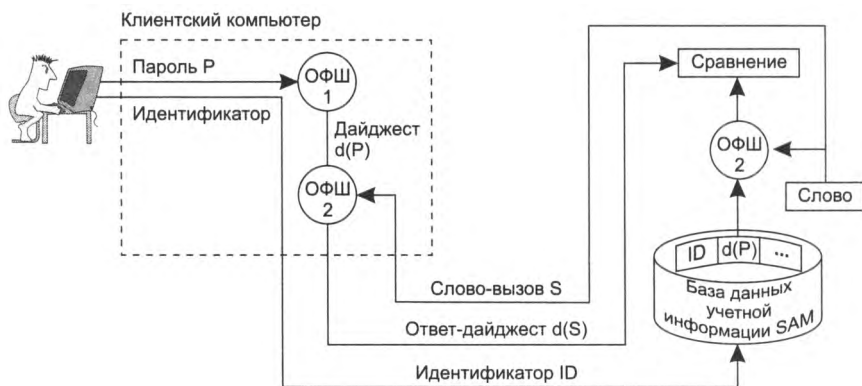 Клиентский компьютер
Пароль P
Идентификатор
ОФШ
1
Дайджест
d(P)
ОФШ
2
Сравнение
ОФШ
2
Слово
ID d(P) ...
База данных
учетной
информации SAM
Слово-вызов S
Ответ-дайджест d(S)
Идентификатор ID